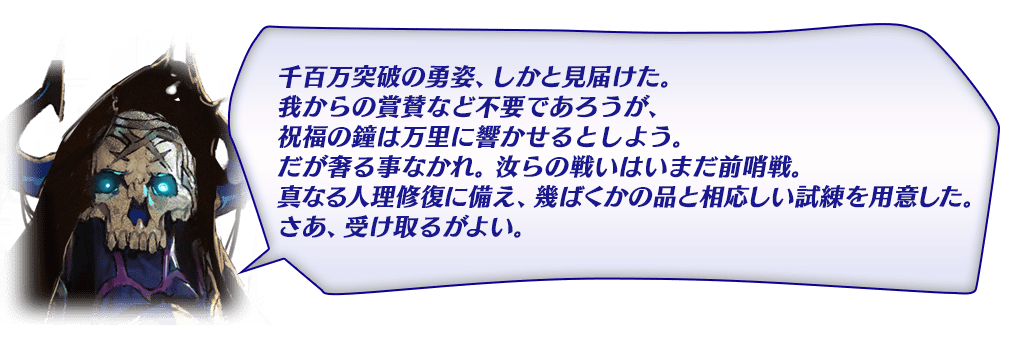 千百万突破の勇姿、しかと見届けた。
我からの賞賛など不要であろうが、
祝福の鐘は万里に響かせるとしよう。
だが奢る事なかれ。汝らの戦いはいまだ前哨戦。
真なる人理修復に備え、幾ばくかの品と相応しい試練を用意した。
さあ、受け取るがよい。